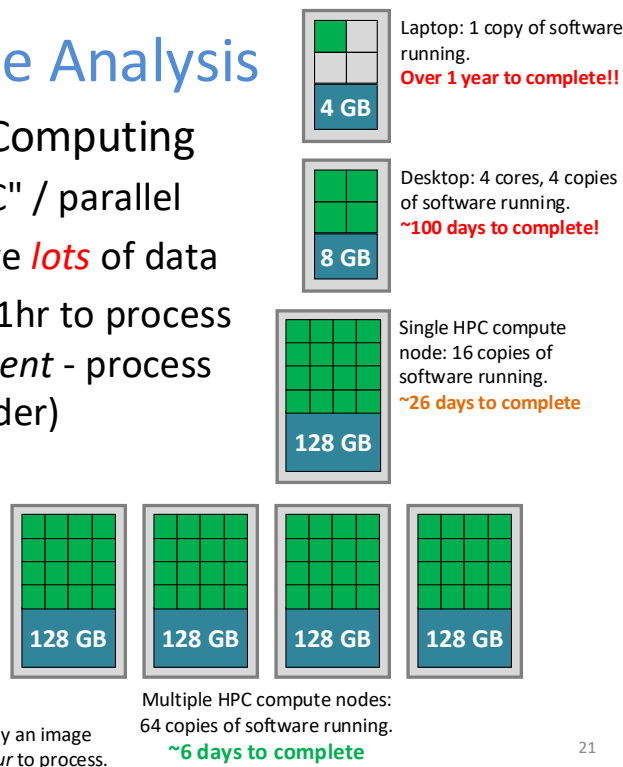 e Analysis
Computing
C" / parallel
e lots of data
1hr to process
ent - process
der)
4 GB
Laptop: 1 copy of software
running.
Over 1 year to complete!!
8 GB
Desktop: 4 cores, 4 copies
of software running.
~100 days to complete!
128 GB
Single HPC compute
node: 16 copies of
software running.
~26 days to complete
128 GB
128 GB
128 GB
128 GB
Multiple HPC compute nodes:
64 copies of software running.
~6 days to complete
y an image
ur to process.
21